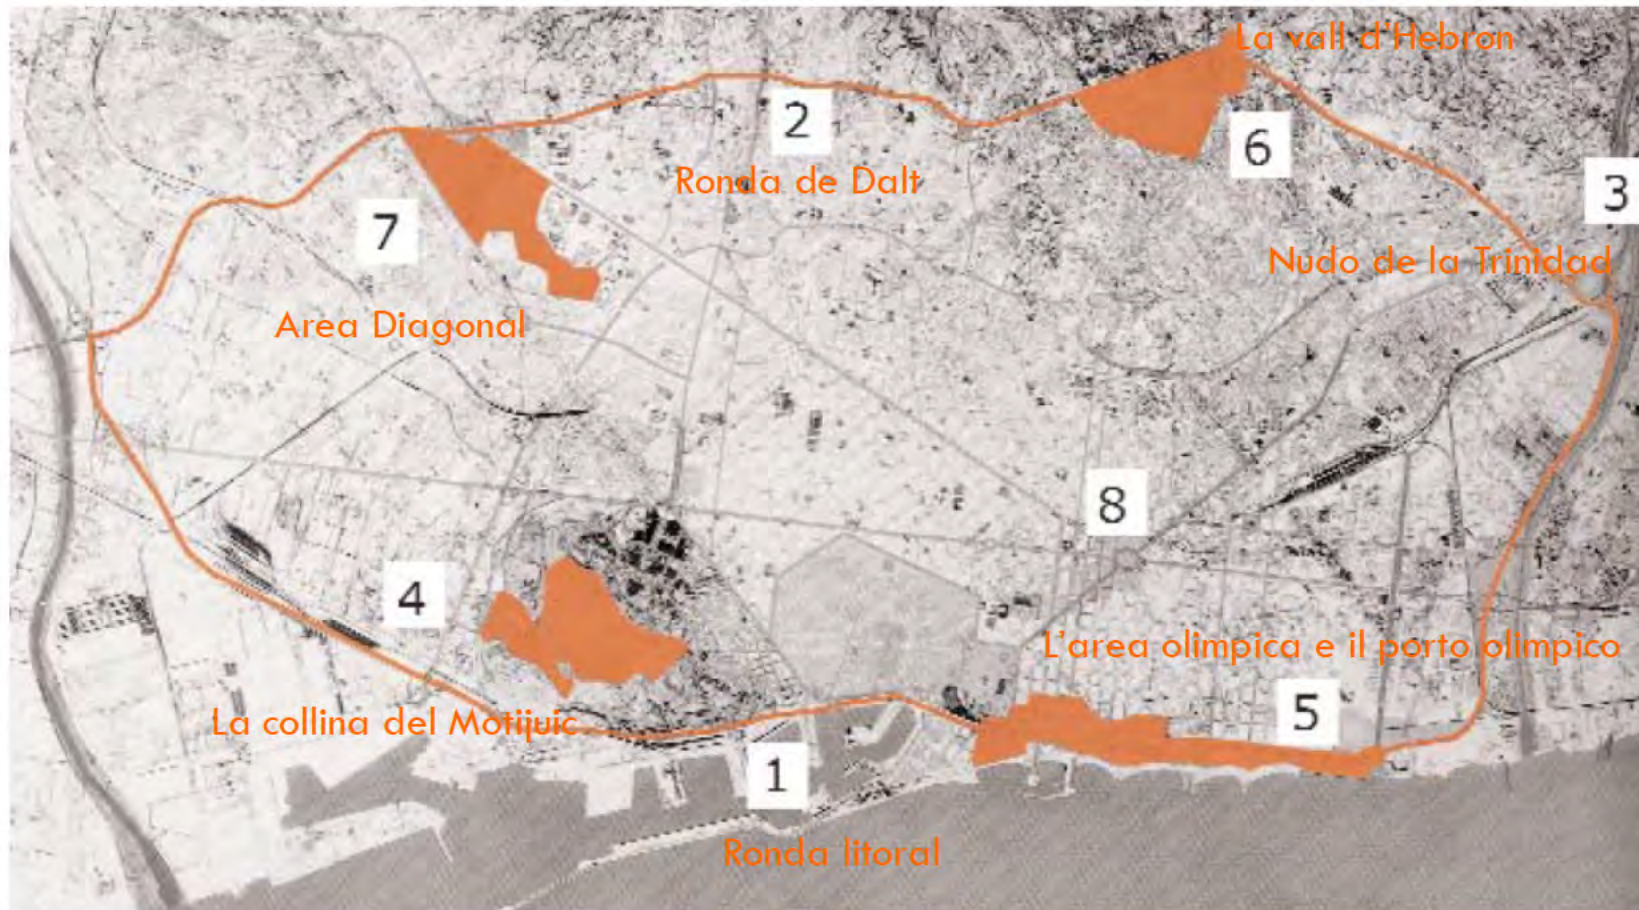 La vall d'Hebron
2
6
Ronda de Dalt
3
7
Nudo de la Trinidad
Area Diagonal
8
4
L'area olimpica e il porto olimpico
La collina del Motijuic
5
1
Ronda litoral